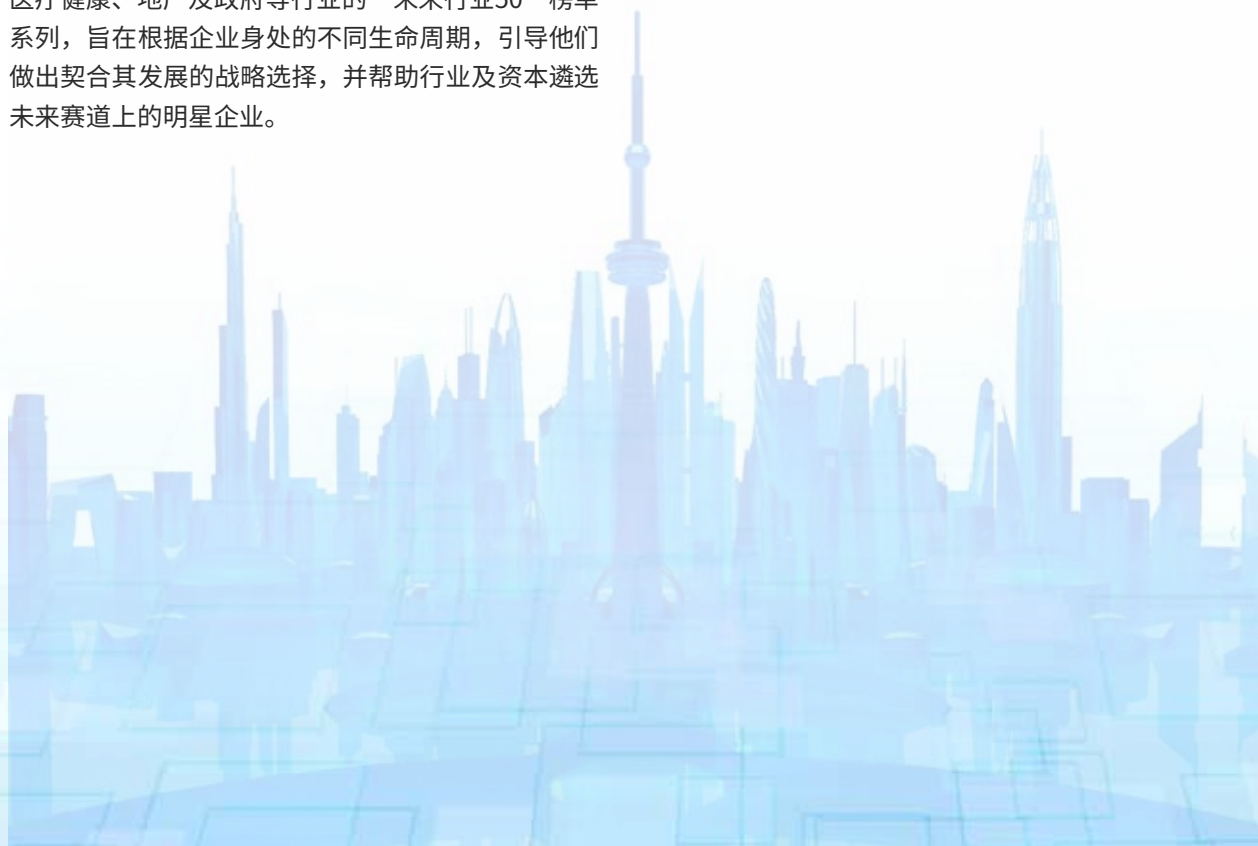 医疗健康、地产及政府等行业的“未来行业50”榜单
系列，旨在根据企业身处的不同生命周期，引导他们
做出契合其发展的战略选择，并帮助行业及资本遴选
未来赛道上的明星企业。